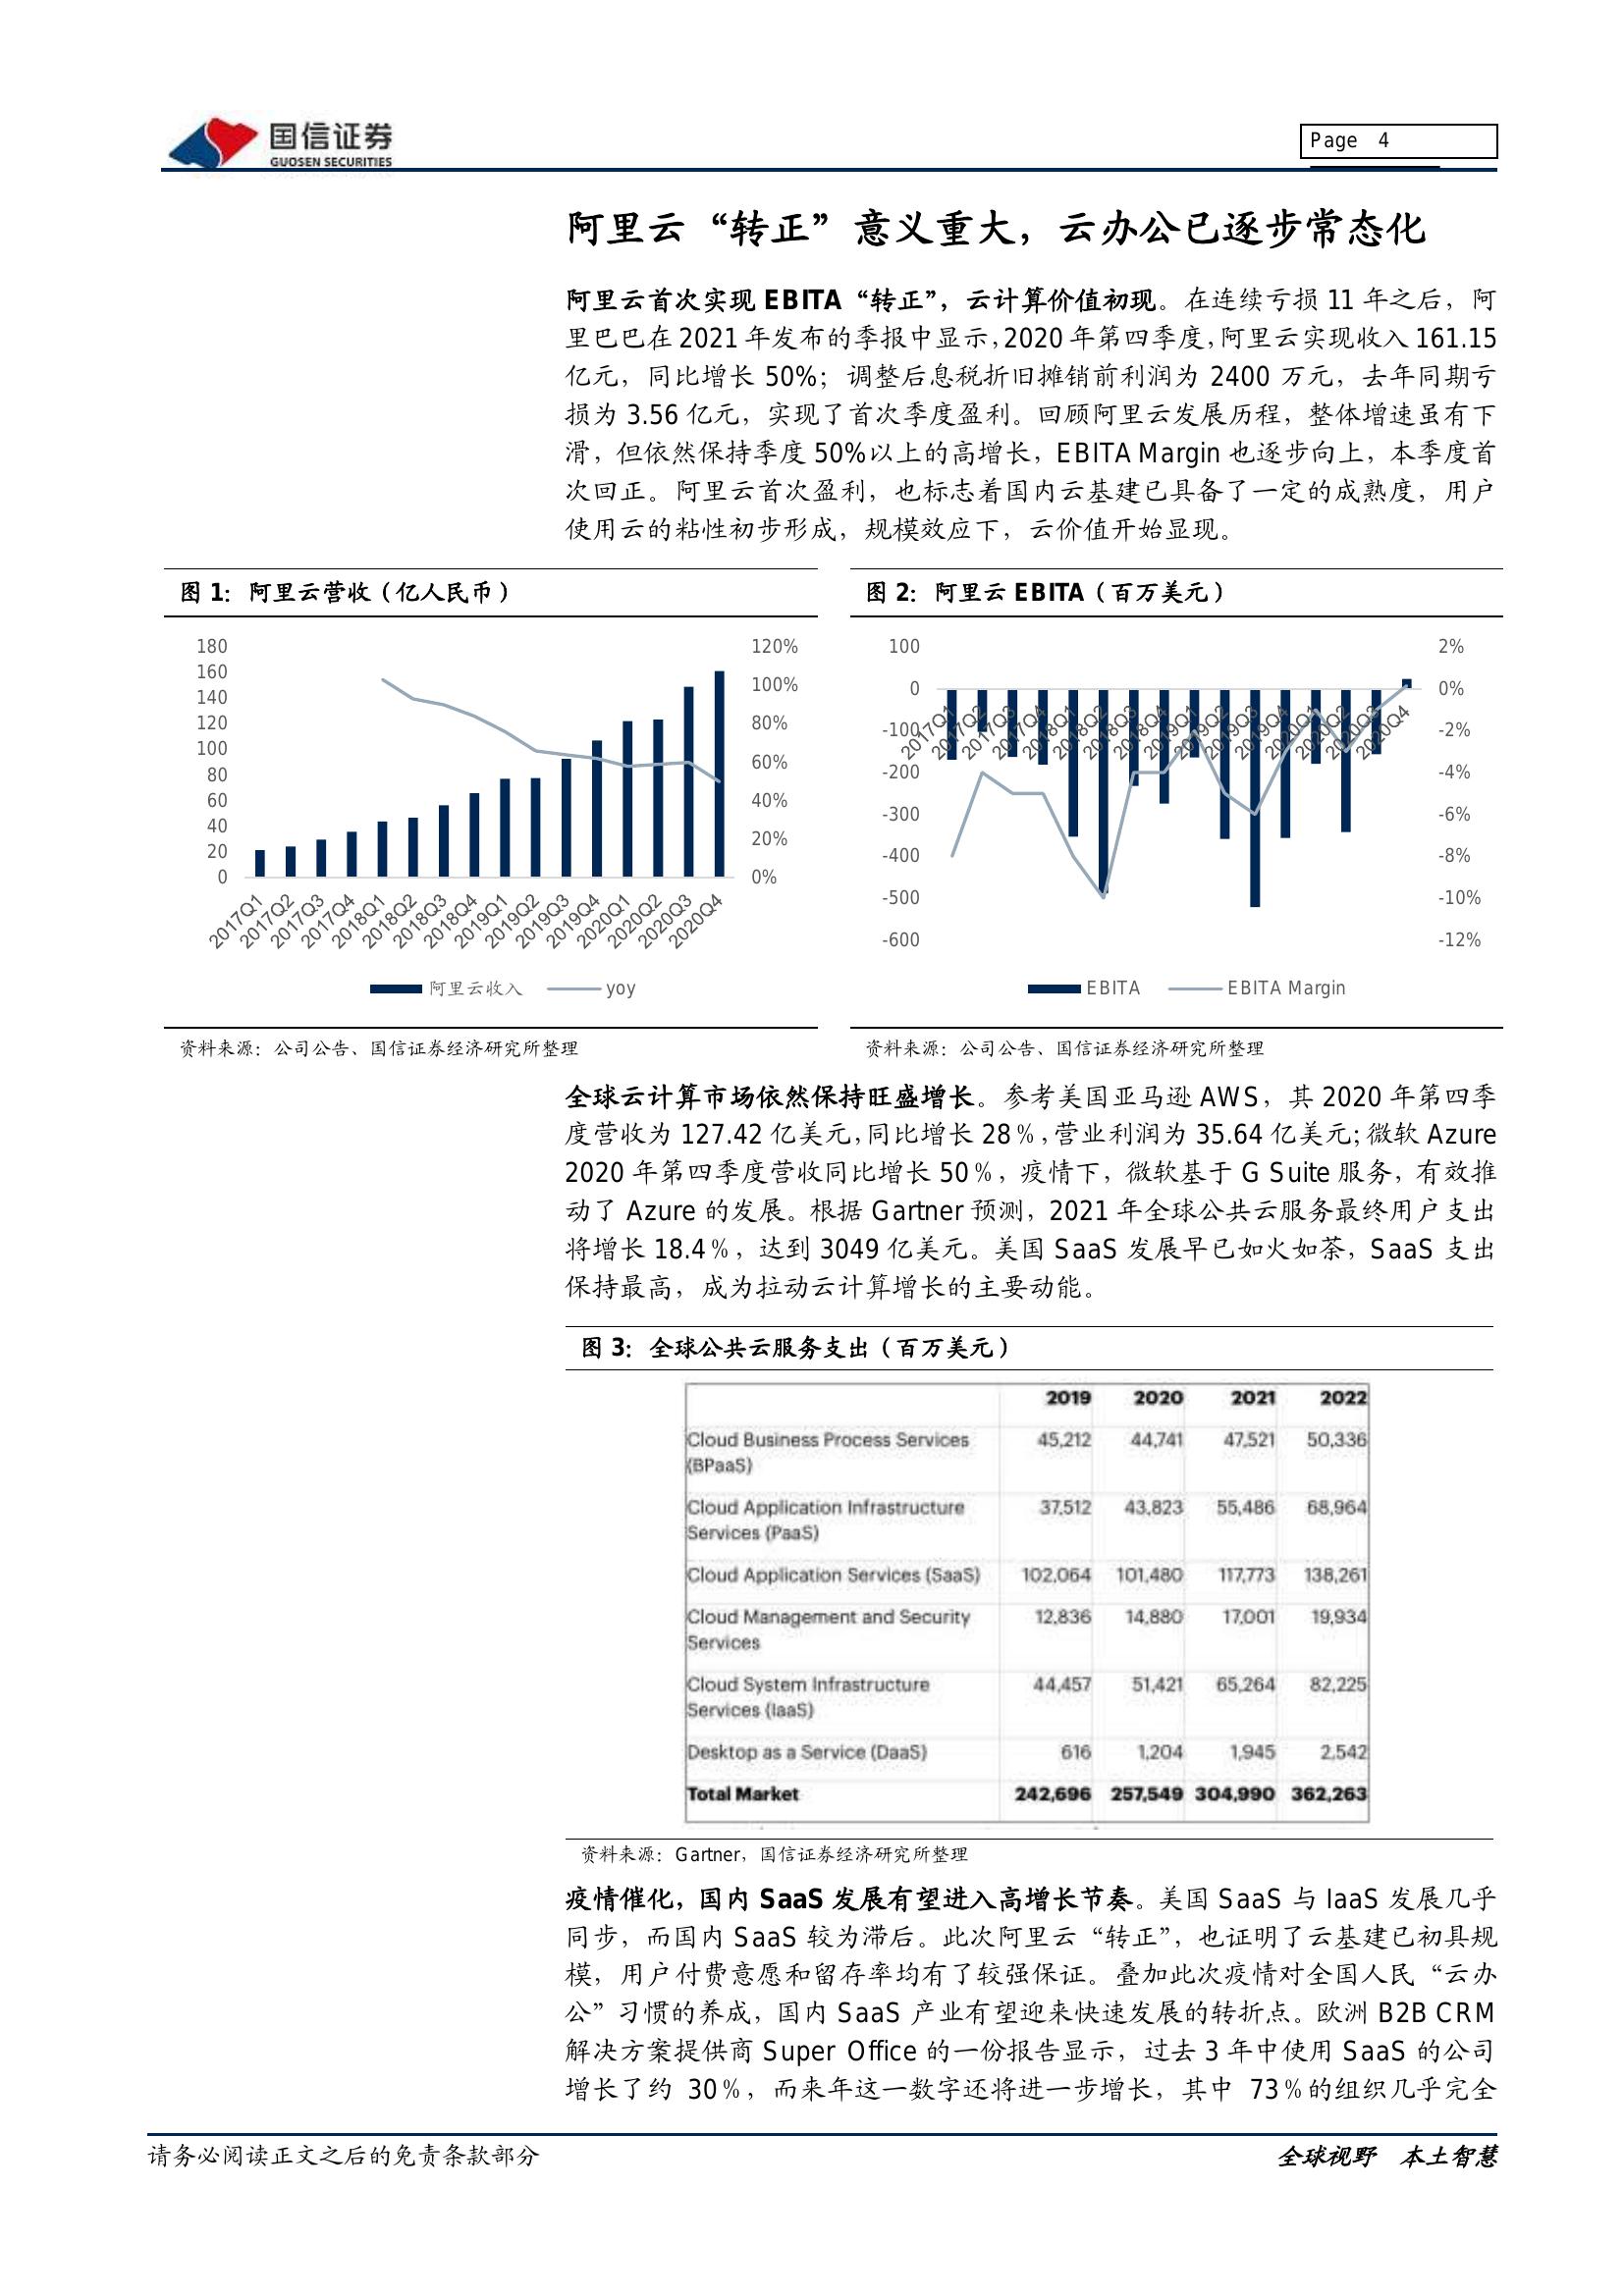 国信证券
GUOSEN SECURITIES
Page 4
阿里云“转正”意义重大，云办公已逐步常态化
阿里云首次实现 EBITA“转正”，云计算价值初现。在连续亏损 11 年之后，阿
里巴巴在 2021 年发布的季报中显示，2020 年第四季度，阿里云实现收入 161.15
亿元，同比增长 50%；调整后息税折旧摊销前利润为 2400 万元，去年同期亏
损为 3.56 亿元，实现了首次季度盈利。回顾阿里云发展历程，整体增速虽有下
滑，但依然保持季度 50%以上的高增长，EBITA Margin 也逐步向上，本季度首
次回正。阿里云首次盈利，也标志着国内云基建已具备了一定的成熟度，用户
使用云的粘性初步形成，规模效应下，云价值开始显现。
图 1：阿里云营收（亿人民币）
180
160
140
120
100
80
60
40
20
0
120%
100%
80%
60%
40%
20%
0%
2017Q1
2017Q2
2017Q3
2017Q4
2018Q1
2018Q2
2018Q3
2018Q4
2019Q1
2019Q2
2019Q3
2019Q4
2020Q1
2020Q2
2020Q3
2020Q4
阿里云收入 yoy
资料来源：公司公告、国信证券经济研究所整理
图 2：阿里云 EBITA（百万美元）
100
0
-100
-200
-300
-400
-500
-600
2%
0%
-2%
-4%
-6%
-8%
-10%
-12%
2017Q1
2017Q2
2017Q3
2017Q4
2018Q1
2018Q2
2018Q3
2018Q4
2019Q1
2019Q2
2019Q3
2019Q4
2020Q1
2020Q2
2020Q3
2020Q4
EBITA EBITA Margin
资料来源：公司公告、国信证券经济研究所整理
全球云计算市场依然保持旺盛增长。参考美国亚马逊 AWS，其 2020 年第四季
度营收为 127.42 亿美元，同比增长 28％，营业利润为 35.64 亿美元；微软 Azure
2020 年第四季度营收同比增长 50％，疫情下，微软基于 G Suite 服务，有效推
动了 Azure 的发展。根据 Gartner 预测，2021 年全球公共云服务最终用户支出
将增长 18.4％，达到 3049 亿美元。美国 SaaS 发展早已如火如荼，SaaS 支出
保持最高，成为拉动云计算增长的主要动能。
图 3：全球公共云服务支出（百万美元）
2019 2020 2021 2022
Cloud Business Process Services 45,212 44,741 47,521 50,336
(BPaaS)
Cloud Application Infrastructure 37,512 43,823 55,486 68,964
Services (PaaS)
Cloud Application Services (SaaS) 102,064 101,480 117,773 138,261
Cloud Management and Security 12,836 14,880 17,001 19,934
Services
Cloud System Infrastructure 44,457 51,421 65,264 82,225
Services (IaaS)
Desktop as a Service (DaaS) 616 1,204 1,945 2,542
Total Market 242,696 257,549 304,990 362,263
资料来源：Gartner，国信证券经济研究所整理
疫情催化，国内 SaaS 发展有望进入高增长节奏。美国 SaaS 与 IaaS 发展几乎
同步，而国内 SaaS 较为滞后。此次阿里云“转正”，也证明了云基建已初具规
模，用户付费意愿和留存率均有了较强保证。叠加此次疫情对全国人民“云办
公”习惯的养成，国内 SaaS 产业有望迎来快速发展的转折点。欧洲 B2B CRM
解决方案提供商 Super Office 的一份报告显示，过去 3 年中使用 SaaS 的公司
增长了约 30％，而来年这一数字还将进一步增长，其中 73％的组织几乎完全
请务必阅读正文之后的免责条款部分
全球视野 本土智慧